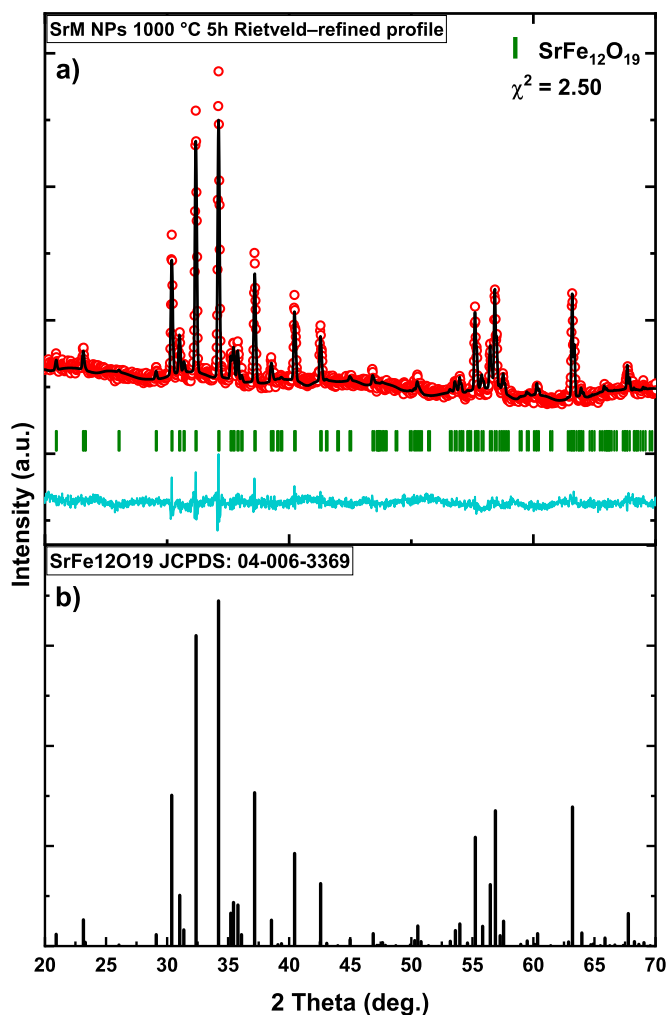 SrM NPs 1000 °C 5h Rietveld–refined profile
a)
SrFe₁₂O₁₉
χ² = 2.50
Intensity (a.u.)
SrFe12O19 JCPDS: 04-006-3369
b)
20 25 30 35 40 45 50 55 60 65 70
2 Theta (deg.)